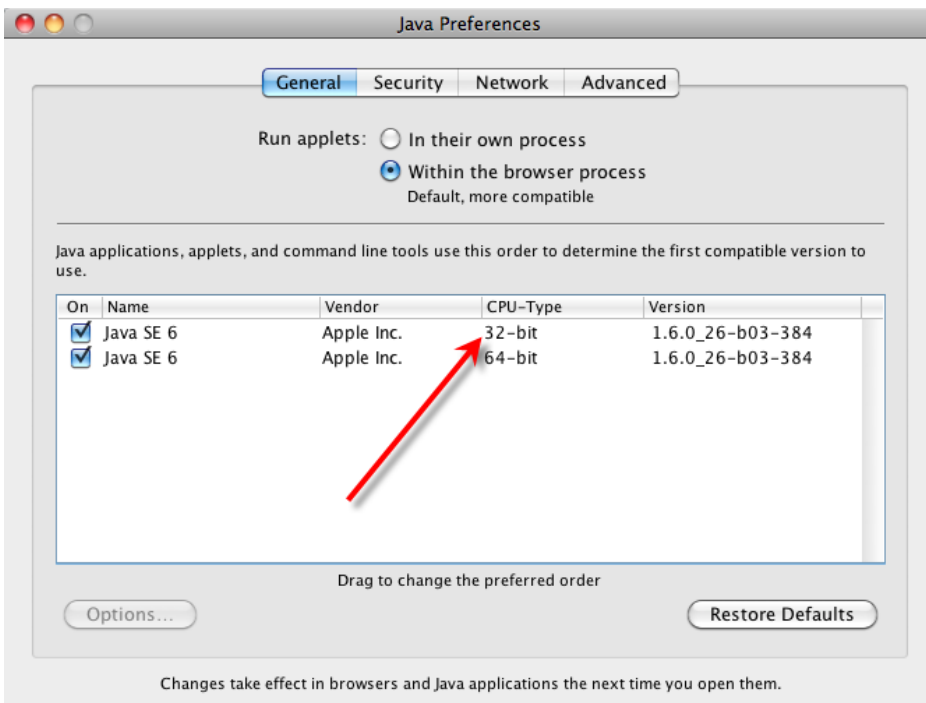 Java Preferences
General Security Network Advanced
Run applets: In their own process
Within the browser process
Default, more compatible
Java applications, applets, and command line tools use this order to determine the first compatible version to
use.
On Name Vendor CPU-Type Version
Java SE 6 Apple Inc. 32-bit 1.6.0_26-b03-384
Java SE 6 Apple Inc. 64-bit 1.6.0_26-b03-384
Drag to change the preferred order
Options... Restore Defaults
Changes take effect in browsers and Java applications the next time you open them.